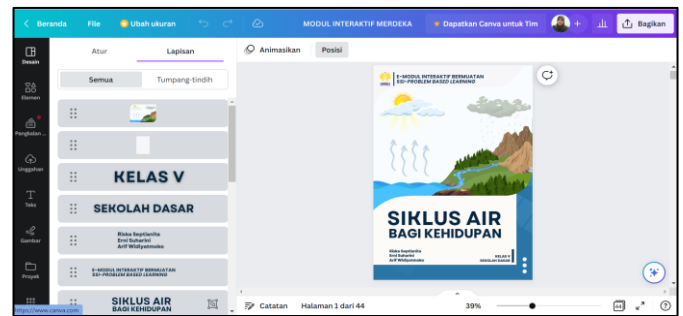 Beranda
File
Ubah ukuran
MODUL INTERAKTIF MERDEKA
Dapatkan Canva untuk Tim
Bagikan
Desain
Elemen
Unggahan
Teks
Gambar
Proyek
https://www.canva.com
Atur
Lapisan
Semua
Tumpang-tindih
KELAS V
SEKOLAH DASAR
Riska Septianita
Erni Suharini
Arif Widiyatmoko
E-MODUL INTERAKTIF BERMUATAN
SSI-PROBLEM BASED LEARNING
SIKLUS AIR
BAGI KEHIDUPAN
Animasikan
Posisi
E-MODUL INTERAKTIF BERMUATAN
SSI-PROBLEM BASED LEARNING
SIKLUS AIR
BAGI KEHIDUPAN
Riska Septianita
Erni Suharini
Arif Widiyatmoko
KELAS V
SEKOLAH DASAR
Catatan
Halaman 1 dari 44
39%
44